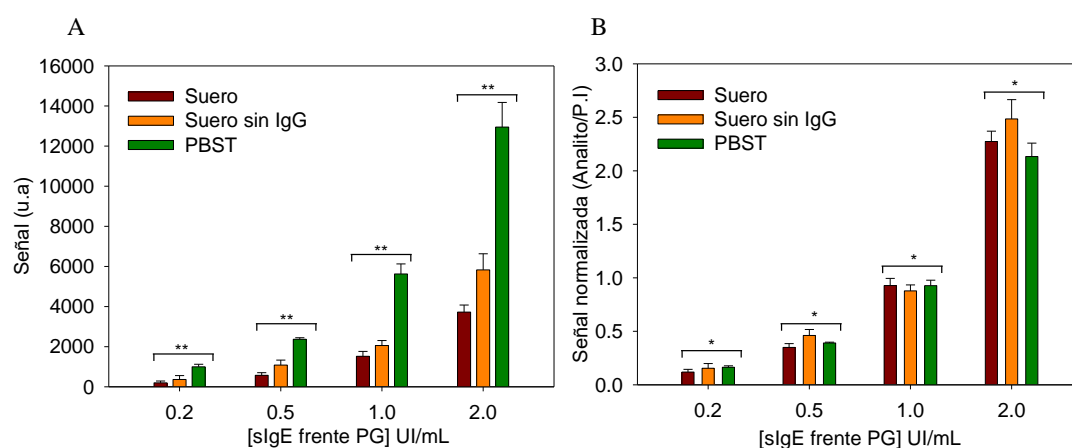 A
16000
14000
12000
10000
8000
6000
4000
2000
0
Señal (u.a)
Suero
Suero sin IgG
PBST
**
**
**
**
0.2 0.5 1.0 2.0
[sIgE frente PG] UI/mL
B
3.0
2.5
2.0
1.5
1.0
0.5
0.0
Señal normalizada (Analito/P.I)
Suero
Suero sin IgG
PBST
*
*
*
*
0.2 0.5 1.0 2.0
[sIgE frente PG] UI/mL